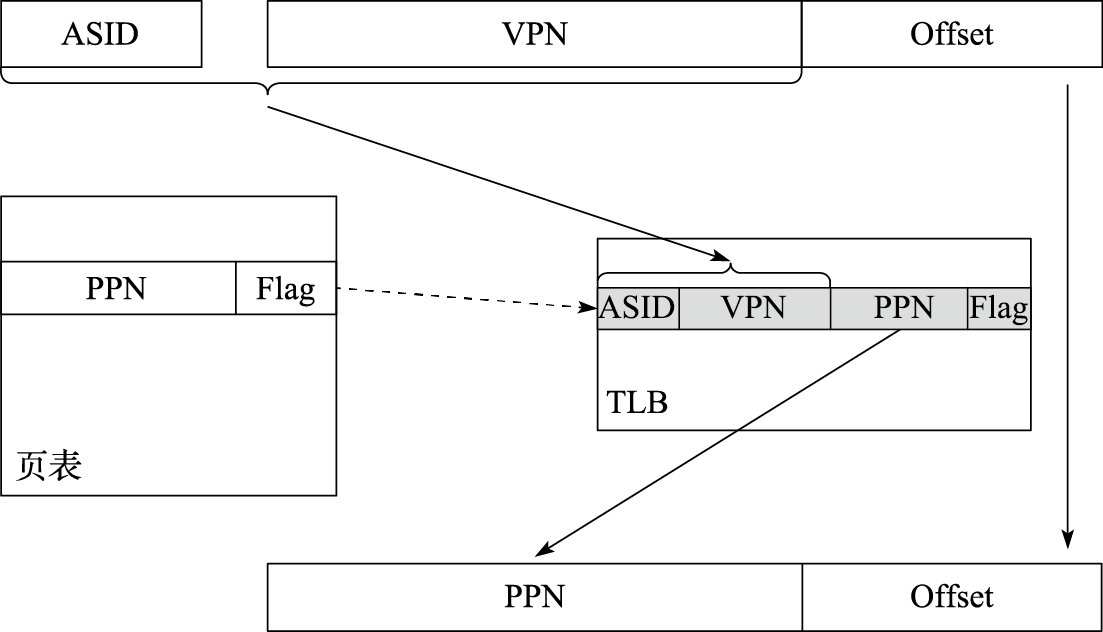 ASID VPN Offset
PPN Flag
ASID VPN PPN Flag
TLB
页表
PPN Offset